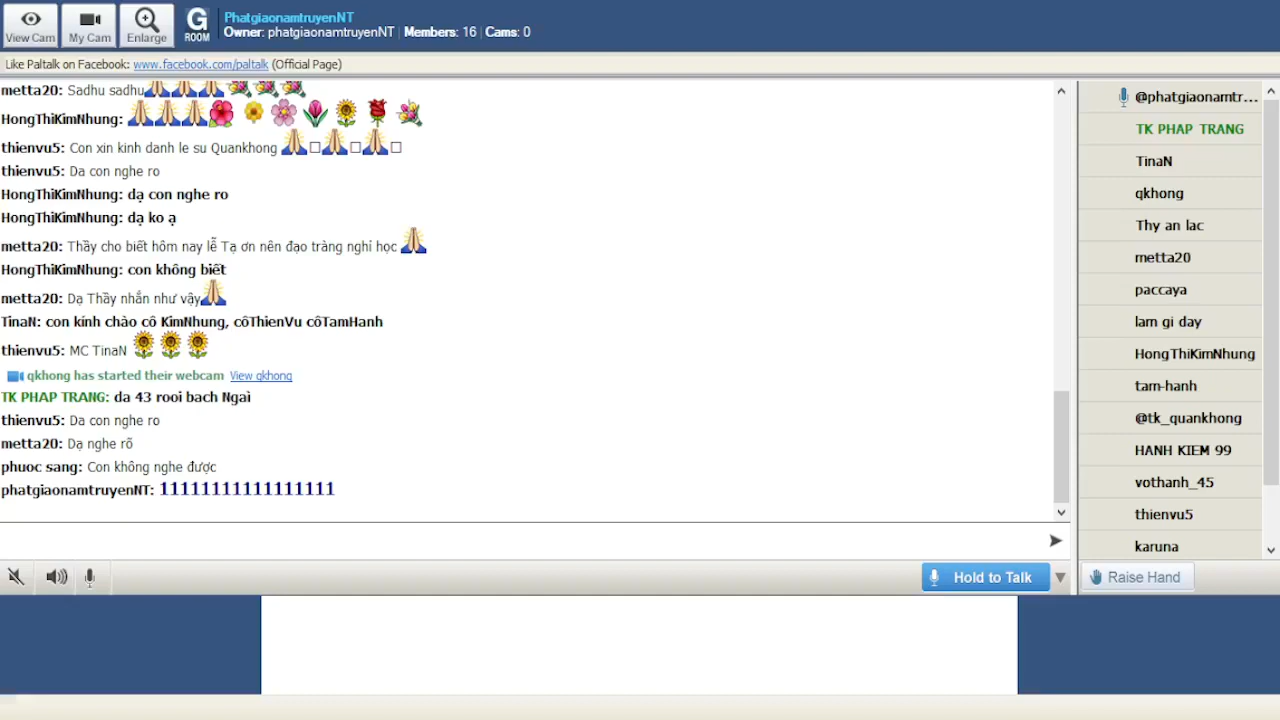 View Cam
My Cam
Enlarge
G
ROOM
PhatgiaonamtruyenNT
Owner: phatgiaonamtruyenNT | Members: 16 | Cams: 0
Like Paltalk on Facebook: www.facebook.com/paltalk (Official Page)
metta20: Sadhu sadhu
HongThiKimNhung:
thienvu5: Con xin kinh danh le su Quankhong
thienvu5: Da con nghe ro
HongThiKimNhung: dạ con nghe ro
HongThiKimNhung: dạ ko ạ
metta20: Thầy cho biết hôm nay lễ Tạ ơn nên đạo tràng nghỉ học
HongThiKimNhung: con không biết
metta20: Dạ Thầy nhắn như vậy
TinaN: con kính chào cô KimNhung, côThienVu côTamHanh
thienvu5: MC TinaN
qkhong has started their webcam View qkhong
TK PHAP TRANG: da 43 rooi bach Ngaì
thienvu5: Da con nghe ro
metta20: Dạ nghe rõ
phuoc sang: Con không nghe được
phatgiaonamtruyenNT: 11111111111111111
Hold to Talk
@phatgiaonamtr...
TK PHAP TRANG
TinaN
qkhong
Thy an lac
metta20
paccaya
lam gi day
HongThiKimNhung
tam-hanh
@tk_quankhong
HANH KIEM 99
vothanh_45
thienvu5
karuna
Raise Hand